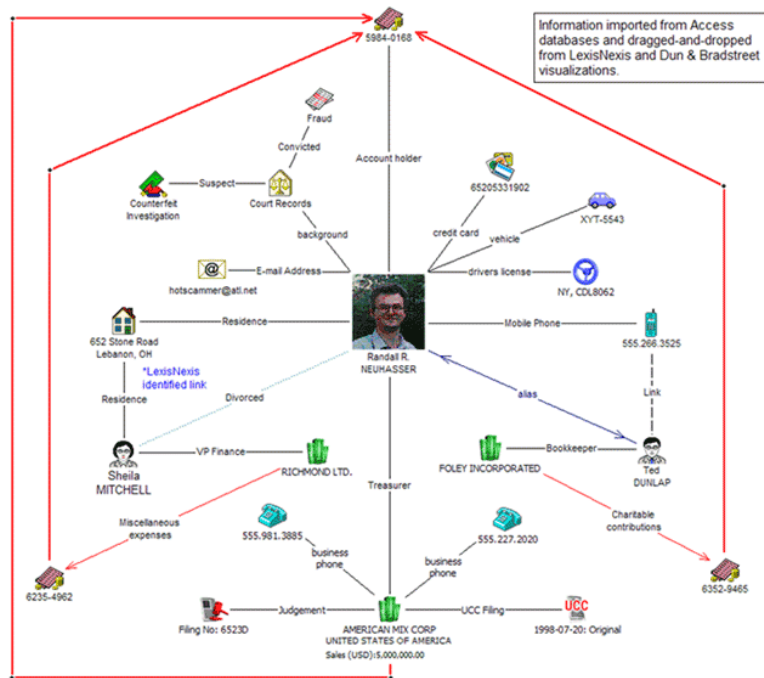 5984-0168
Information imported from Access
databases and dragged-and-dropped
from LexisNexis and Dun & Bradstreet
visualizations.
Fraud
Convicted
Account holder
65205331902
Suspect
Counterfeit
Investigation
Court Records
XYT-5543
credit card
vehicle
background
E-mail Address
hotscammer@atl.net
drivers license
NY, CDL8062
Residence
652 Stone Road
Lebanon, OH
Mobile Phone
555.266.3525
Randall R.
NEUHASSER
*LexisNexis
identified link
Residence
Divorced
alias
Link
VP Finance
Sheila
MITCHELL
RICHMOND LTD.
FOLEY INCORPORATED
Bookkeeper
Ted
DUNLAP
Treasurer
Miscellaneous
expenses
Charitable
contributions
555.981.3885
555.227.2020
business
phone
business
phone
6235-4962
6352-9465
Judgement
UCC Filing
UCC
Filing No: 6523D
AMERICAN MIX CORP
UNITED STATES OF AMERICA
Sales (USD):5,000,000.00
1998-07-20: Original